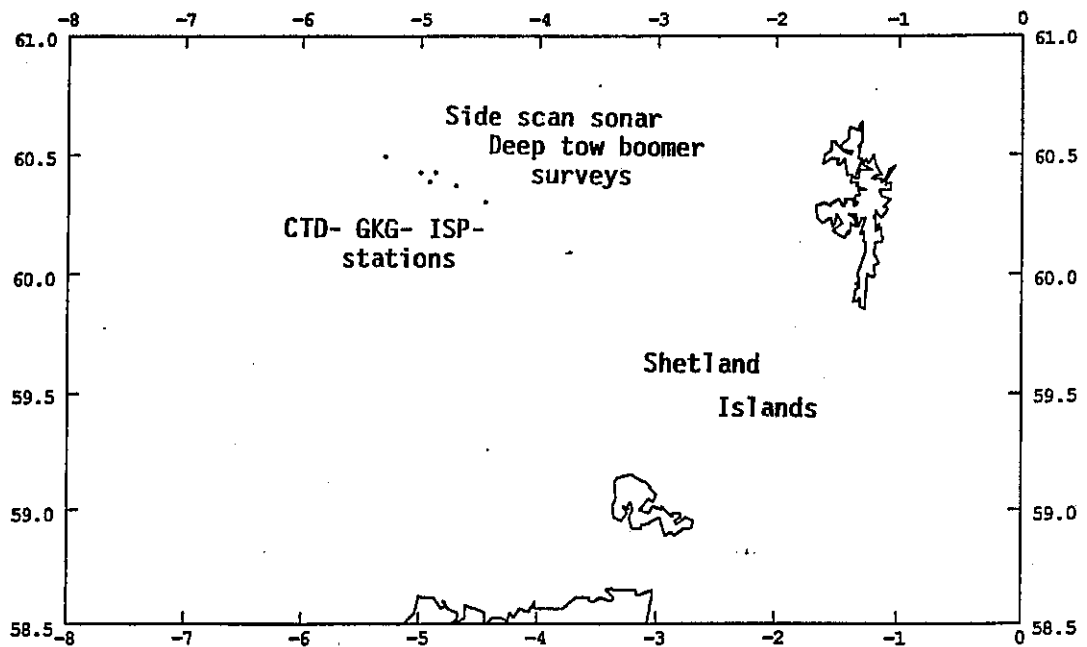 -8 -7 -6 -5 -4 -3 -2 -1 0
61.0 61.0
Side scan sonar
Deep tow boomer
surveys
60.5 60.5
CTD- GKG- ISP-
stations
60.0 60.0
Shetland
Islands
59.5 59.5
59.0 59.0
58.5 58.5
-8 -7 -6 -5 -4 -3 -2 -1 0